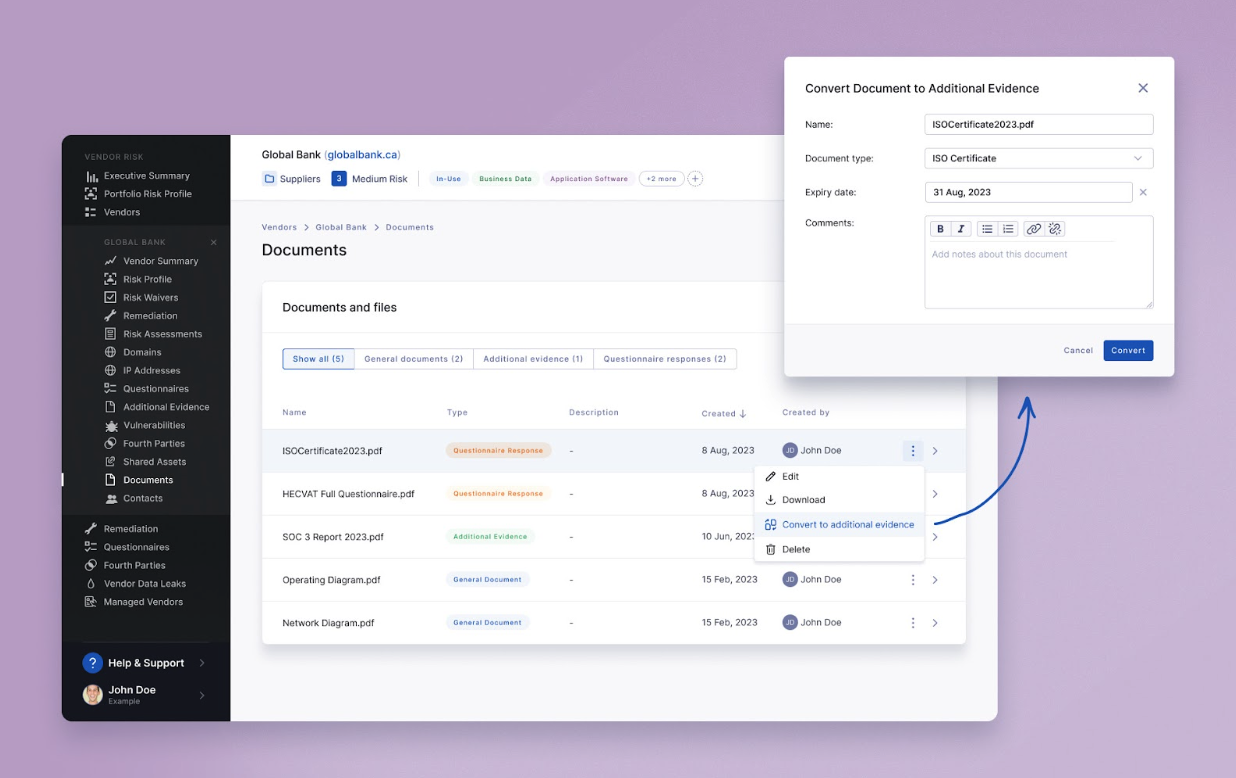 Convert Document to Additional Evidence
Name:
ISOCertificate2023.pdf
Document type:
ISO Certificate
Expiry date:
31 Aug, 2023
Comments:
B I
Add notes about this document
Cancel
Convert
VENDOR RISK
Executive Summary
Portfolio Risk Profile
Vendors
GLOBAL BANK
Vendor Summary
Risk Profile
Risk Waivers
Remediation
Risk Assessments
Domains
IP Addresses
Questionnaires
Additional Evidence
Vulnerabilities
Fourth Parties
Shared Assets
Documents
Contacts
Remediation
Questionnaires
Fourth Parties
Vendor Data Leaks
Managed Vendors
? Help & Support
John Doe
Example
Global Bank (globalbank.ca)
Suppliers 3 Medium Risk In-Use Business Data Application Software +2 more +
Vendors > Global Bank > Documents
Documents
Documents and files
Show all (5) General documents (2) Additional evidence (1) Questionnaire responses (2)
Name Type Description Created ↓ Created by
ISOCertificate2023.pdf Questionnaire Response - 8 Aug, 2023 JD John Doe
HECVAT Full Questionnaire.pdf Questionnaire Response - 8 Aug, 2023
SOC 3 Report 2023.pdf Additional Evidence - 10 Jun, 202
Operating Diagram.pdf General Document - 15 Feb, 2023 JD John Doe
Network Diagram.pdf General Document - 15 Feb, 2023 JD John Doe
Edit
Download
Convert to additional evidence
Delete